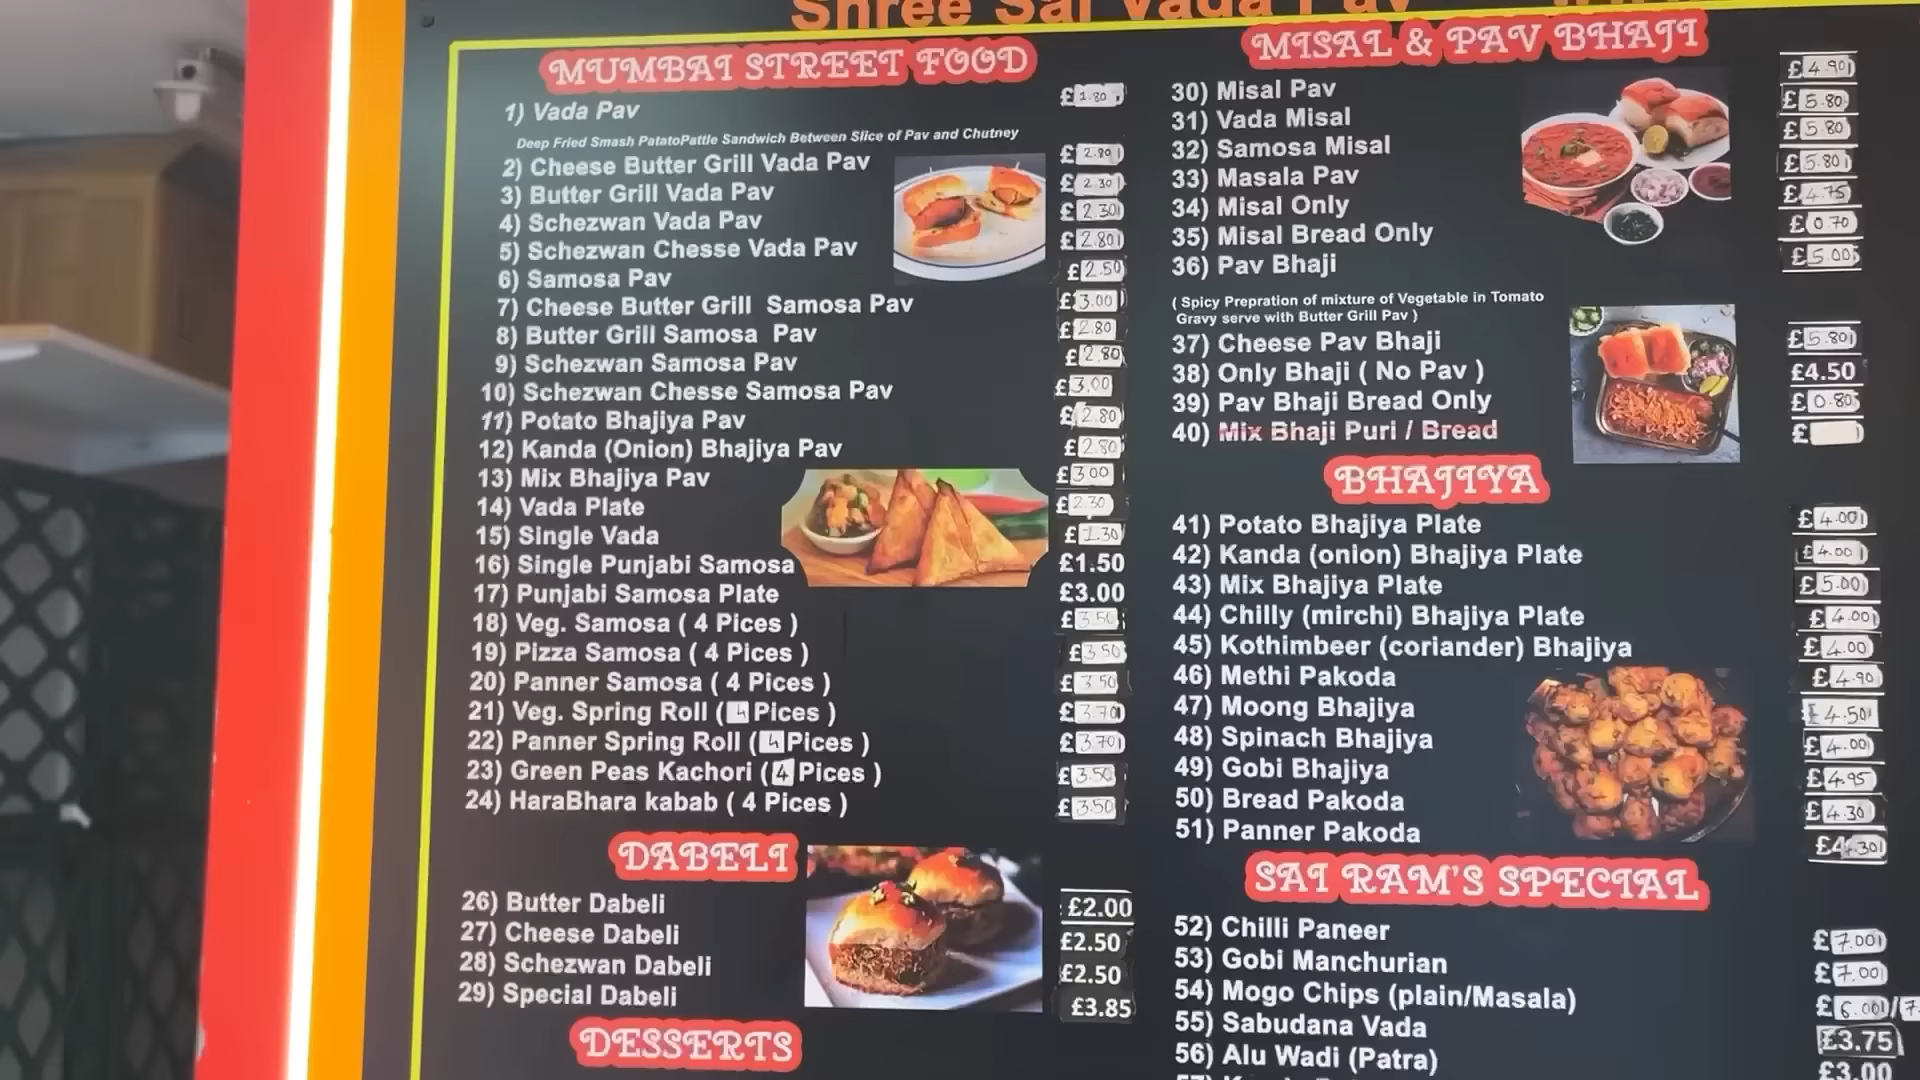 Shree Sai Vada Pav
MUMBAI STREET FOOD
1) Vada Pav £1.80
Deep Fried Smash PatatoPattle Sandwich Between Slice of Pav and Chutney
2) Cheese Butter Grill Vada Pav £2.80
3) Butter Grill Vada Pav £2.30
4) Schezwan Vada Pav £2.30
5) Schezwan Chesse Vada Pav £2.80
6) Samosa Pav £2.50
7) Cheese Butter Grill Samosa Pav £3.00
8) Butter Grill Samosa Pav £2.80
9) Schezwan Samosa Pav £2.80
10) Schezwan Chesse Samosa Pav £3.00
11) Potato Bhajiya Pav £2.80
12) Kanda (Onion) Bhajiya Pav £2.80
13) Mix Bhajiya Pav £3.00
14) Vada Plate £2.30
15) Single Vada £1.30
16) Single Punjabi Samosa £1.50
17) Punjabi Samosa Plate £3.00
18) Veg. Samosa ( 4 Pices ) £3.50
19) Pizza Samosa ( 4 Pices ) £3.50
20) Panner Samosa ( 4 Pices ) £3.50
21) Veg. Spring Roll (4 Pices ) £3.70
22) Panner Spring Roll (4 Pices ) £3.70
23) Green Peas Kachori (4 Pices ) £3.50
24) HaraBhara kabab ( 4 Pices ) £3.50
DABELI
26) Butter Dabeli £2.00
27) Cheese Dabeli £2.50
28) Schezwan Dabeli £2.50
29) Special Dabeli £3.85
DESSERTS
MISAL & PAV BHAJI
30) Misal Pav £4.90
31) Vada Misal £5.80
32) Samosa Misal £5.80
33) Masala Pav £5.80
34) Misal Only £4.75
35) Misal Bread Only £0.70
36) Pav Bhaji £5.00
( Spicy Prepration of mixture of Vegetable in Tomato
Gravy serve with Butter Grill Pav )
37) Cheese Pav Bhaji £5.80
38) Only Bhaji ( No Pav ) £4.50
39) Pav Bhaji Bread Only £0.80
40) Mix Bhaji Puri / Bread £
BHAJIYA
41) Potato Bhajiya Plate £4.00
42) Kanda (onion) Bhajiya Plate £4.00
43) Mix Bhajiya Plate £5.00
44) Chilly (mirchi) Bhajiya Plate £4.00
45) Kothimbeer (coriander) Bhajiya £4.00
46) Methi Pakoda £4.90
47) Moong Bhajiya £4.50
48) Spinach Bhajiya £4.00
49) Gobi Bhajiya £4.95
50) Bread Pakoda £4.30
51) Panner Pakoda £4.30
SAI RAM'S SPECIAL
52) Chilli Paneer £7.00
53) Gobi Manchurian £7.00
54) Mogo Chips (plain/Masala) £6.00/7
55) Sabudana Vada £3.75
56) Alu Wadi (Patra) £3.00